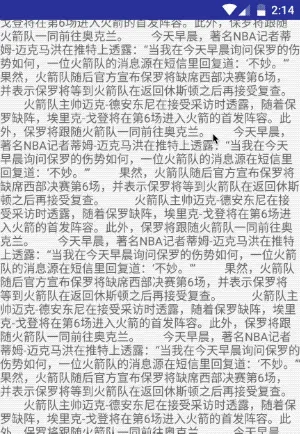 2:14
戈登将在第6场进入火箭的首发阵容。此外，保罗将跟随
火箭队一同前往奥克兰。　　今天早晨，著名NBA记者蒂
姆-迈克马洪在推特上透露：“当我在今天早晨询问保罗的伤
势如何，一位火箭队的消息源在短信里回复道：‘不妙。’”
果然，火箭队随后官方宣布保罗将缺席西部决赛第6场，
并表示保罗将等到火箭队在返回休斯顿之后再接受复查。
　　火箭队主帅迈克-德安东尼在接受采访时透露，随着保
罗缺阵，埃里克-戈登将在第6场进入火箭的首发阵容。此
外，保罗将跟随火箭队一同前往奥克兰。　　今天早晨，
著名NBA记者蒂姆-迈克马洪在推特上透露：“当我在今天
早晨询问保罗的伤势如何，一位火箭队的消息源在短信里
回复道：‘不妙。’”　　果然，火箭队随后官方宣布保罗将
缺席西部决赛第6场，并表示保罗将等到火箭队在返回休斯
顿之后再接受复查。　　火箭队主帅迈克-德安东尼在接
受采访时透露，随着保罗缺阵，埃里克-戈登将在第6场进
入火箭的首发阵容。此外，保罗将跟随火箭队一同前往奥
克兰。　　今天早晨，著名NBA记者蒂姆-迈克马洪在推特
上透露：“当我在今天早晨询问保罗的伤势如何，一位火箭
队的消息源在短信里回复道：‘不妙。’”　　果然，火箭队
随后官方宣布保罗将缺席西部决赛第6场，并表示保罗将
等到火箭队在返回休斯顿之后再接受复查。　　火箭队主
帅迈克-德安东尼在接受采访时透露，随着保罗缺阵，埃里
克-戈登将在第6场进入火箭的首发阵容。此外，保罗将跟
随火箭队一同前往奥克兰。　　今天早晨，著名NBA记者
蒂姆-迈克马洪在推特上透露：“当我在今天早晨询问保罗的
伤势如何，一位火箭队的消息源在短信里回复道：‘不妙。’”
果然，火箭队随后官方宣布保罗将缺席西部决赛第6场，
并表示保罗将等到火箭队在返回休斯顿之后再接受复查。
　　火箭队主帅迈克-德安东尼在接受采访时透露，随着保
罗缺阵，埃里克-戈登将在第6场进入火箭的首发阵容。此
外，保罗将跟随火箭队一同前往奥克兰。　　今天早晨，